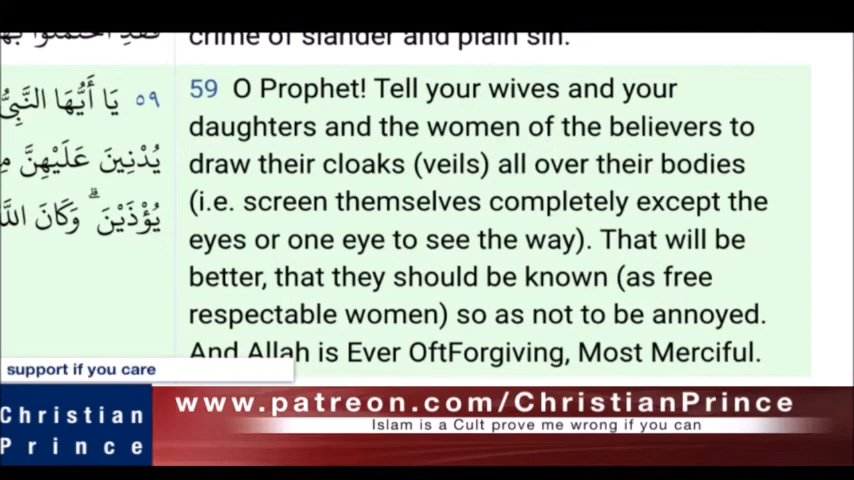 crime of slander and plain sin.
59 O Prophet! Tell your wives and your
daughters and the women of the believers to
draw their cloaks (veils) all over their bodies
(i.e. screen themselves completely except the
eyes or one eye to see the way). That will be
better, that they should be known (as free
respectable women) so as not to be annoyed.
And Allah is Ever OftForgiving, Most Merciful.
٥٩ يَا أَيُّهَا النَّبِيُّ
يُدْنِينَ عَلَيْهِنَّ
يُؤْذَيْنَ ۗ وَكَانَ
support if you care
Christian
Prince
www.patreon.com/ChristianPrince
Islam is a Cult prove me wrong if you can